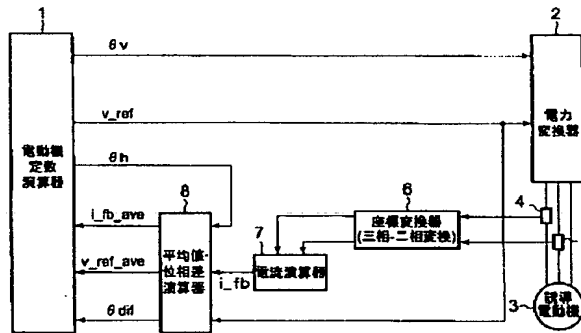 1
2
θv
v_ref
電力
変換器
電動機
定数
演算器
θh
8
i_fb_ave
6
座標変換器
(三相-二相変換)
4
7
平均値・
位相差
演算器
電流演算器
v_ref_ave
i_fb
θdif
3
誘導
電動機